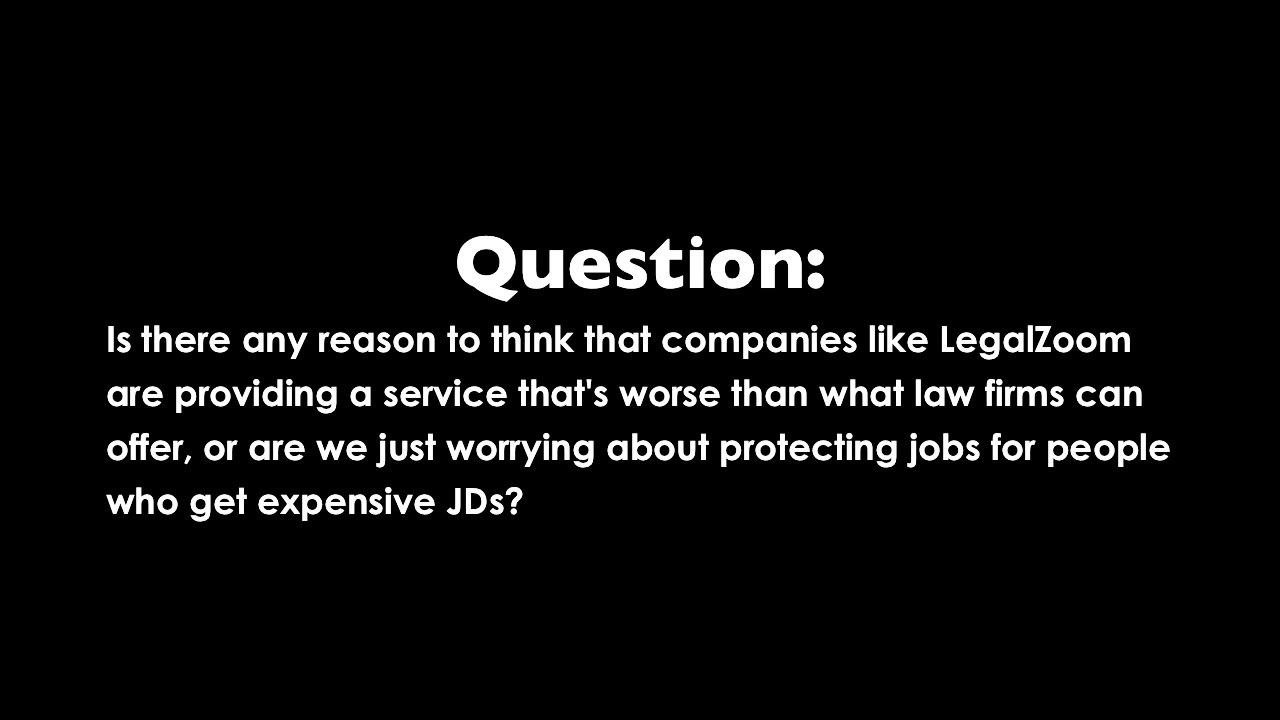 Question:
Is there any reason to think that companies like LegalZoom
are providing a service that's worse than what law firms can
offer, or are we just worrying about protecting jobs for people
who get expensive JDs?